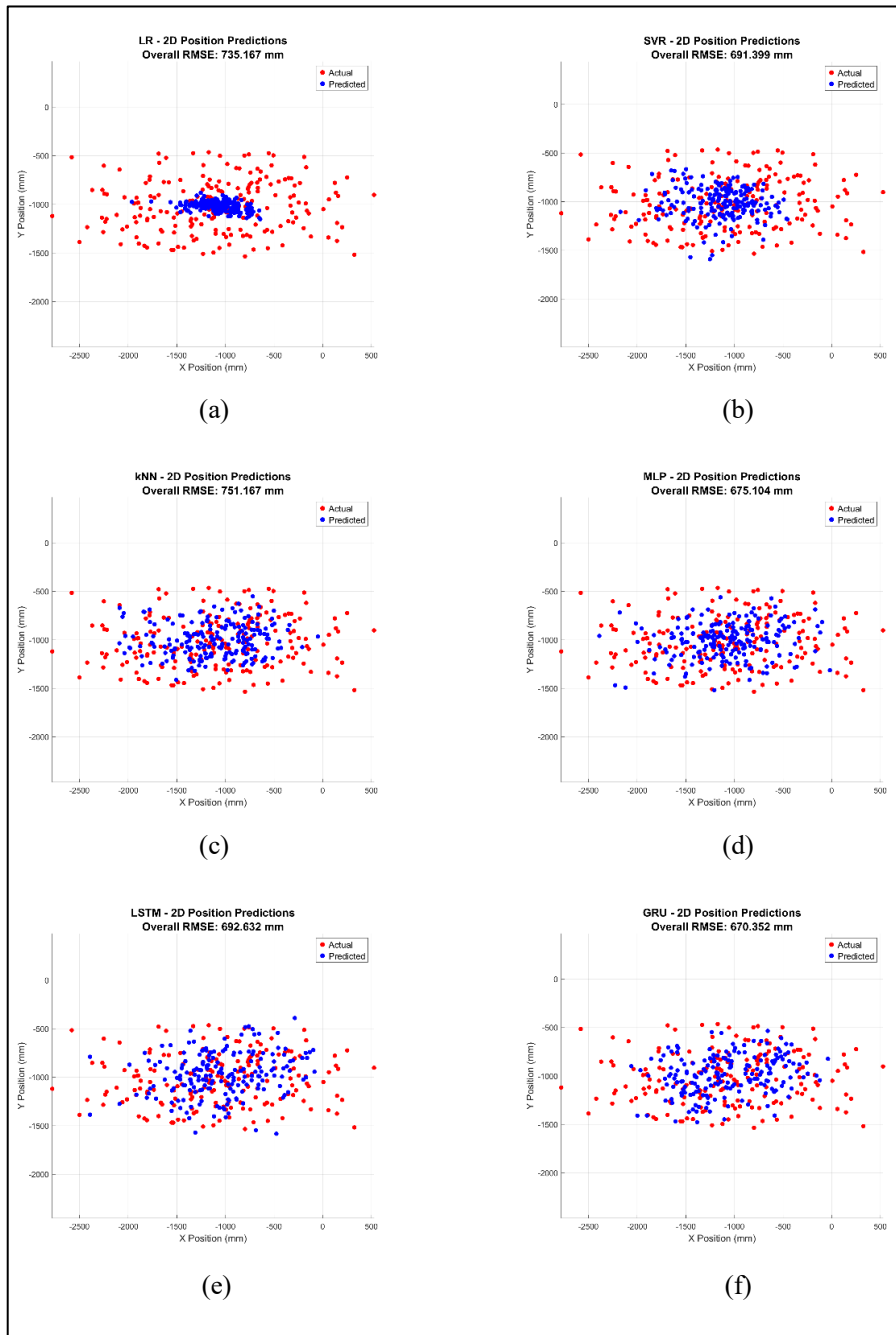 LR - 2D Position Predictions
Overall RMSE: 735.167 mm
Actual
Predicted
0
-500
-1000
-1500
-2000
Y Position (mm)
-2500 -2000 -1500 -1000 -500 0 500
X Position (mm)
(a)
SVR - 2D Position Predictions
Overall RMSE: 691.399 mm
Actual
Predicted
0
-500
-1000
-1500
-2000
Y Position (mm)
-2500 -2000 -1500 -1000 -500 0 500
X Position (mm)
(b)
kNN - 2D Position Predictions
Overall RMSE: 751.167 mm
Actual
Predicted
0
-500
-1000
-1500
-2000
Y Position (mm)
-2500 -2000 -1500 -1000 -500 0 500
X Position (mm)
(c)
MLP - 2D Position Predictions
Overall RMSE: 675.104 mm
Actual
Predicted
0
-500
-1000
-1500
-2000
Y Position (mm)
-2500 -2000 -1500 -1000 -500 0 500
X Position (mm)
(d)
LSTM - 2D Position Predictions
Overall RMSE: 692.632 mm
Actual
Predicted
0
-500
-1000
-1500
-2000
Y Position (mm)
-2500 -2000 -1500 -1000 -500 0 500
X Position (mm)
(e)
GRU - 2D Position Predictions
Overall RMSE: 670.352 mm
Actual
Predicted
0
-500
-1000
-1500
-2000
Y Position (mm)
-2500 -2000 -1500 -1000 -500 0 500
X Position (mm)
(f)